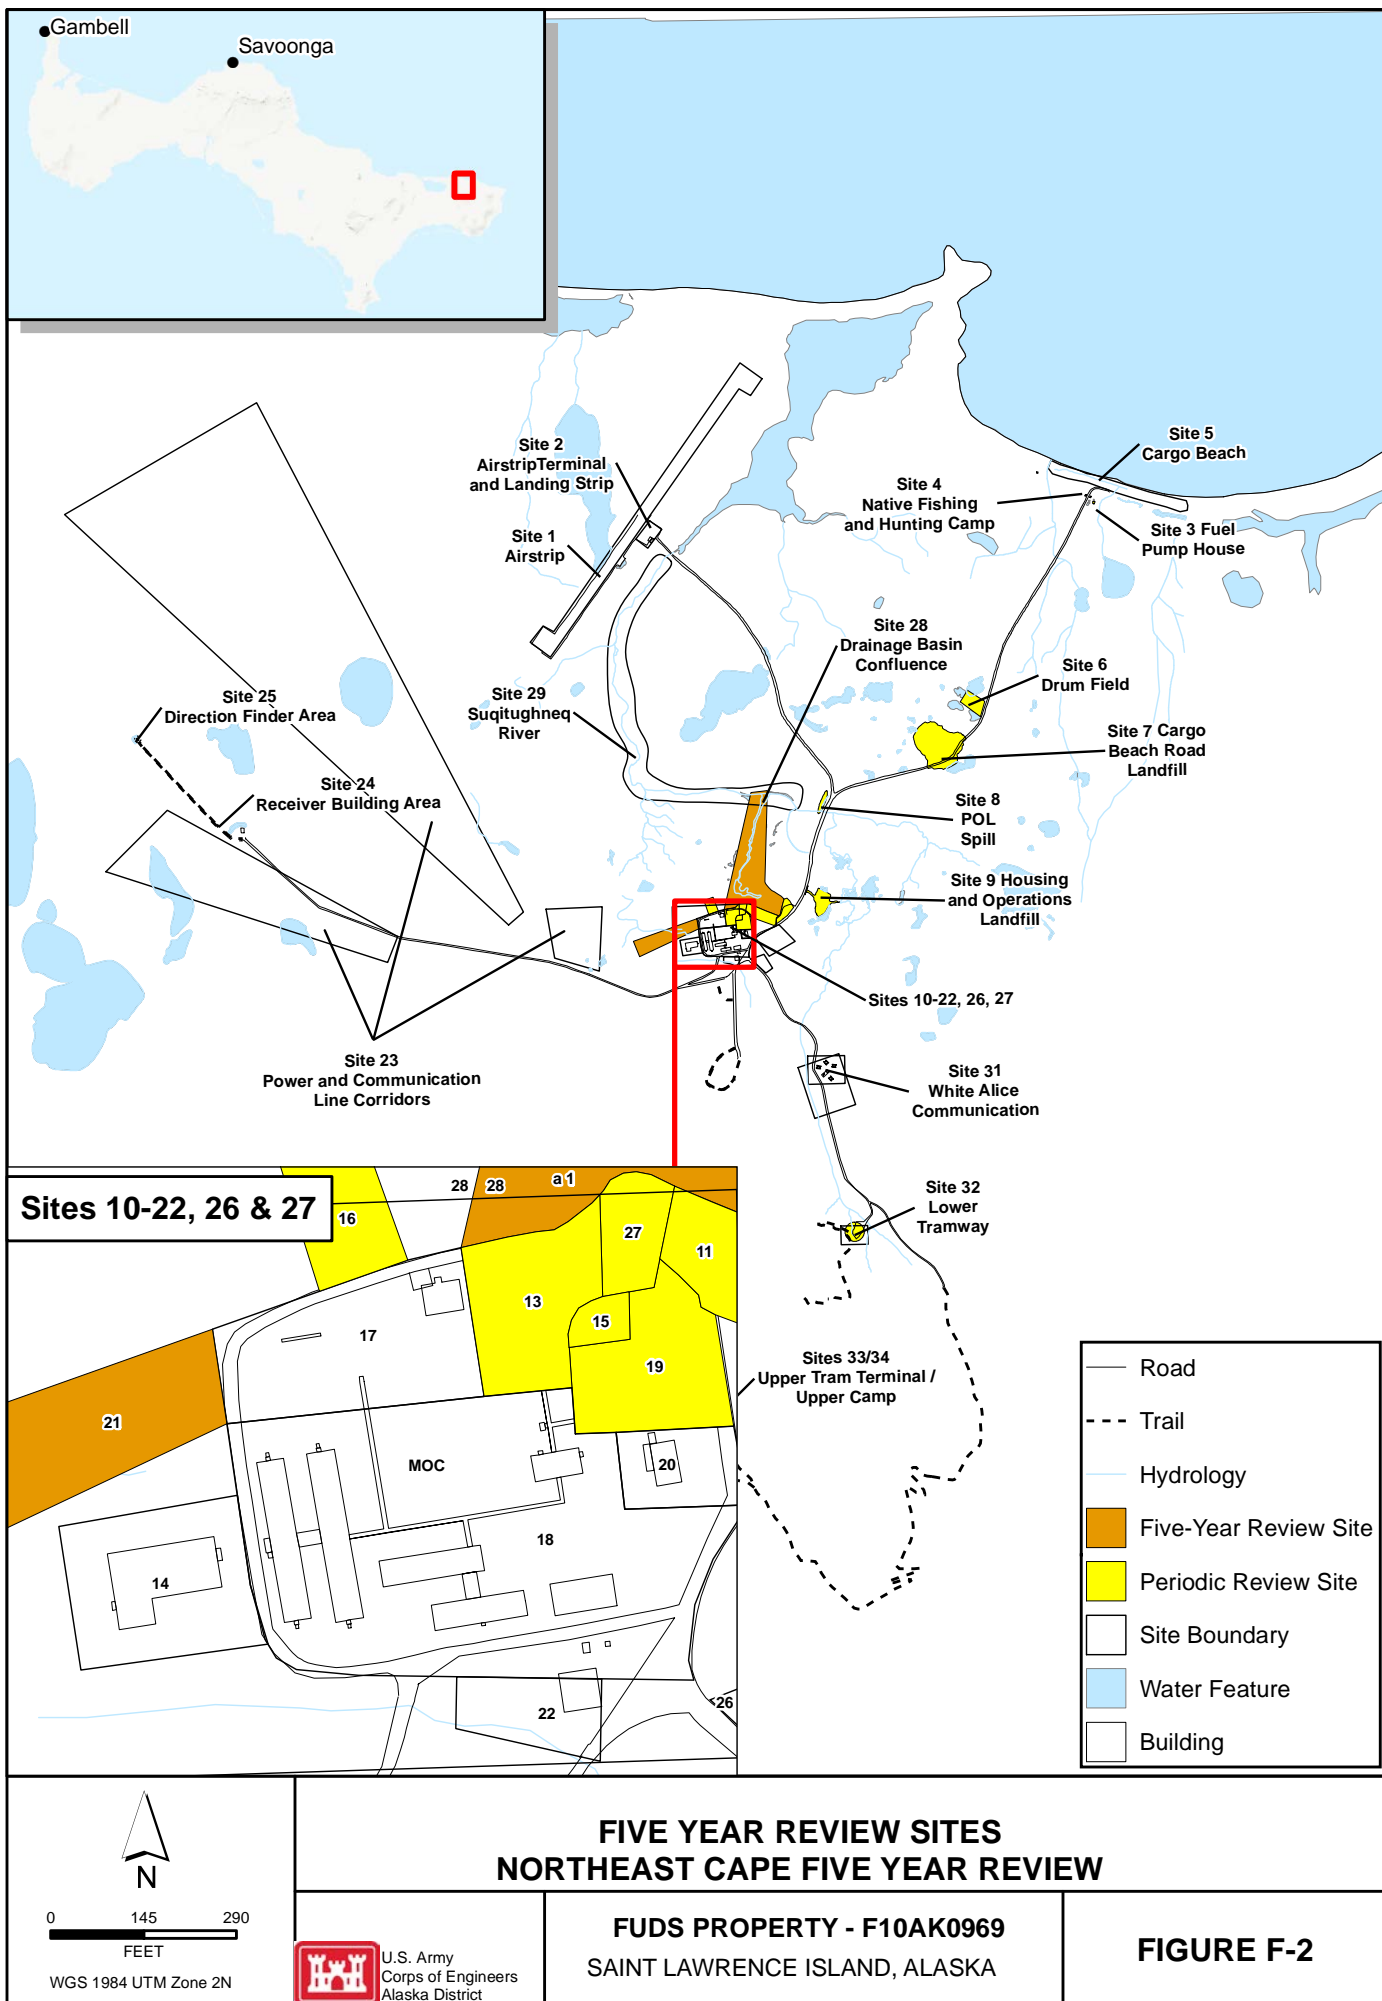 Gambell
Savoonga
Site 2
AirstripTerminal
and Landing Strip
Site 1
Airstrip
Site 5
Cargo Beach
Site 4
Native Fishing
and Hunting Camp
Site 3 Fuel
Pump House
Site 28
Drainage Basin
Confluence
Site 6
Drum Field
Site 29
Suqitughneq
River
Site 25
Direction Finder Area
Site 7 Cargo
Beach Road
Landfill
Site 24
Receiver Building Area
Site 8
POL
Spill
Site 9 Housing
and Operations
Landfill
Sites 10-22, 26, 27
Site 23
Power and Communication
Line Corridors
Site 31
White Alice
Communication
Site 32
Lower
Tramway
Sites 33/34
Upper Tram Terminal /
Upper Camp
Sites 10-22, 26 & 27
28
28
a 1
16
27
11
13
15
17
19
21
MOC
20
18
14
22
26
Road
Trail
Hydrology
Five-Year Review Site
Periodic Review Site
Site Boundary
Water Feature
Building
N
0 145 290
FEET
WGS 1984 UTM Zone 2N
FIVE YEAR REVIEW SITES
NORTHEAST CAPE FIVE YEAR REVIEW
U.S. Army
Corps of Engineers
Alaska District
FUDS PROPERTY - F10AK0969
SAINT LAWRENCE ISLAND, ALASKA
FIGURE F-2